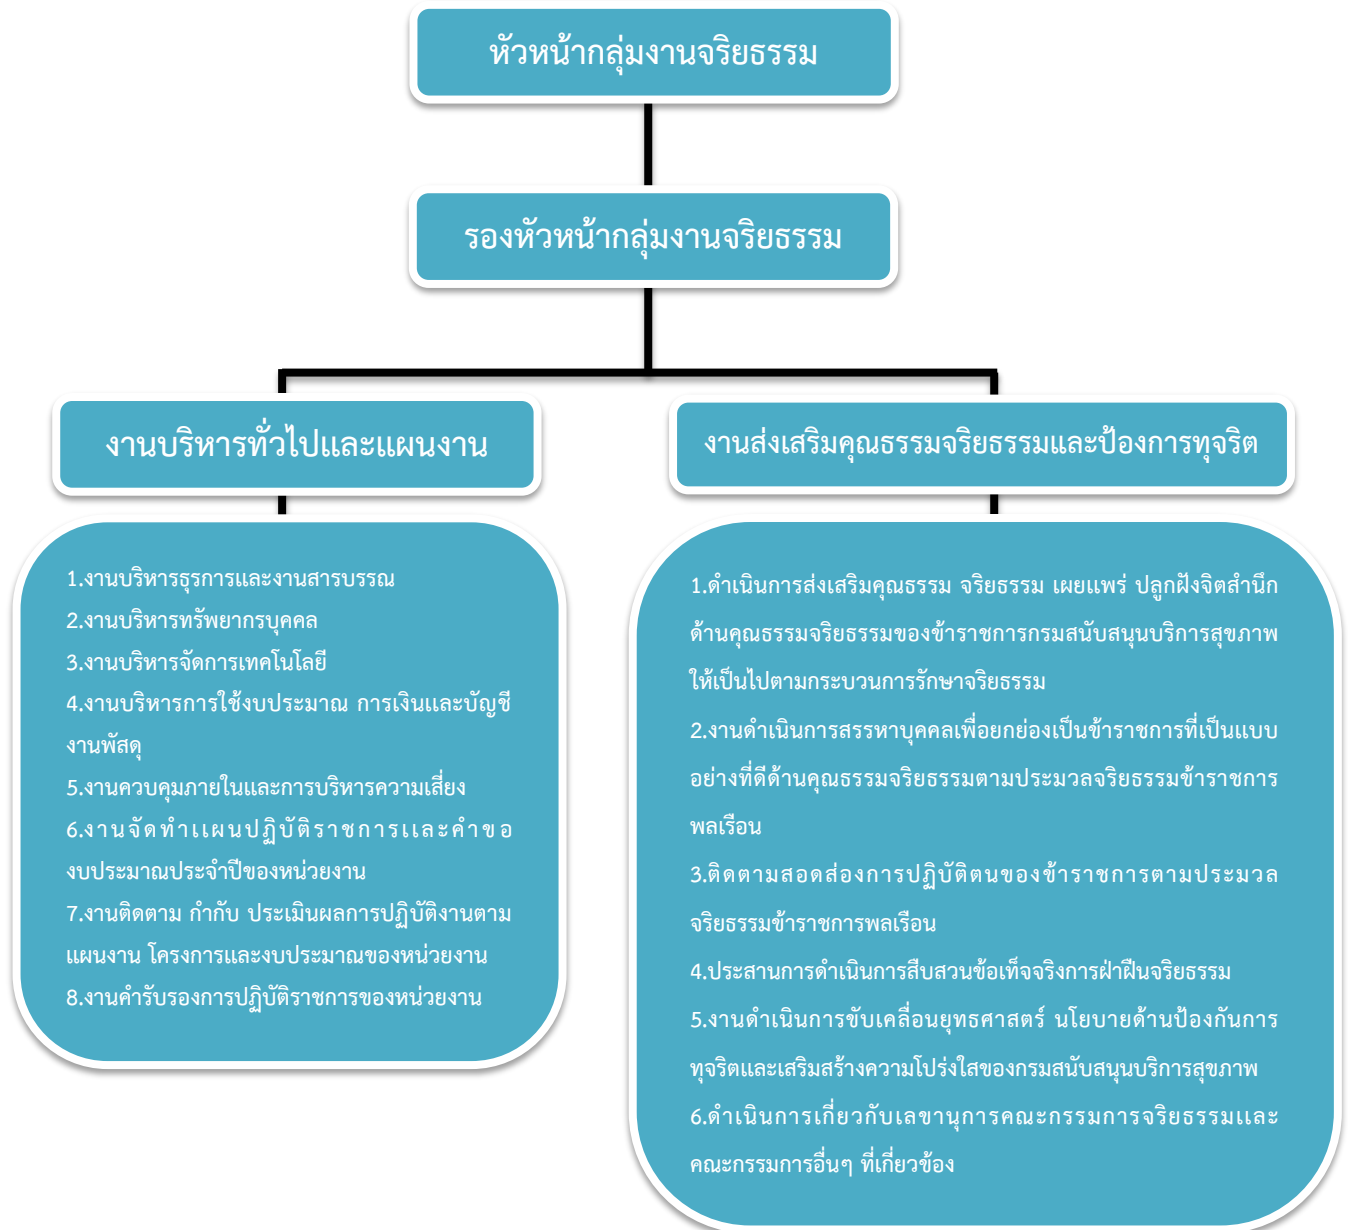 หัวหน้ากลุ่มงานจริยธรรม
รองหัวหน้ากลุ่มงานจริยธรรม
งานบริหารทั่วไปและแผนงาน
1.งานบริหารธุรการและงานสารบรรณ
2.งานบริหารทรัพยากรบุคคล
3.งานบริหารจัดการเทคโนโลยี
4.งานบริหารการใช้งบประมาณ การเงินและบัญชี
งานพัสดุ
5.งานควบคุมภายในและการบริหารความเสี่ยง
6.งานจัดทำแผนปฏิบัติราชการและคำขอ
งบประมาณประจำปีของหน่วยงาน
7.งานติดตาม กำกับ ประเมินผลการปฏิบัติงานตาม
แผนงาน โครงการและงบประมาณของหน่วยงาน
8.งานคำรับรองการปฏิบัติราชการของหน่วยงาน
งานส่งเสริมคุณธรรมจริยธรรมและป้องการทุจริต
1.ดำเนินการส่งเสริมคุณธรรม จริยธรรม เผยแพร่ ปลูกฝังจิตสำนึก
ด้านคุณธรรมจริยธรรมของข้าราชการกรมสนับสนุนบริการสุขภาพ
ให้เป็นไปตามกระบวนการรักษาจริยธรรม
2.งานดำเนินการสรรหาบุคคลเพื่อยกย่องเป็นข้าราชการที่เป็นแบบ
อย่างที่ดีด้านคุณธรรมจริยธรรมตามประมวลจริยธรรมข้าราชการ
พลเรือน
3.ติดตามสอดส่องการปฏิบัติตนของข้าราชการตามประมวล
จริยธรรมข้าราชการพลเรือน
4.ประสานการดำเนินการสืบสวนข้อเท็จจริงการฝ่าฝืนจริยธรรม
5.งานดำเนินการขับเคลื่อนยุทธศาสตร์ นโยบายด้านป้องกันการ
ทุจริตและเสริมสร้างความโปร่งใสของกรมสนับสนุนบริการสุขภาพ
6.ดำเนินการเกี่ยวกับเลขานุการคณะกรรมการจริยธรรมและ
คณะกรรมการอื่นๆ ที่เกี่ยวข้อง